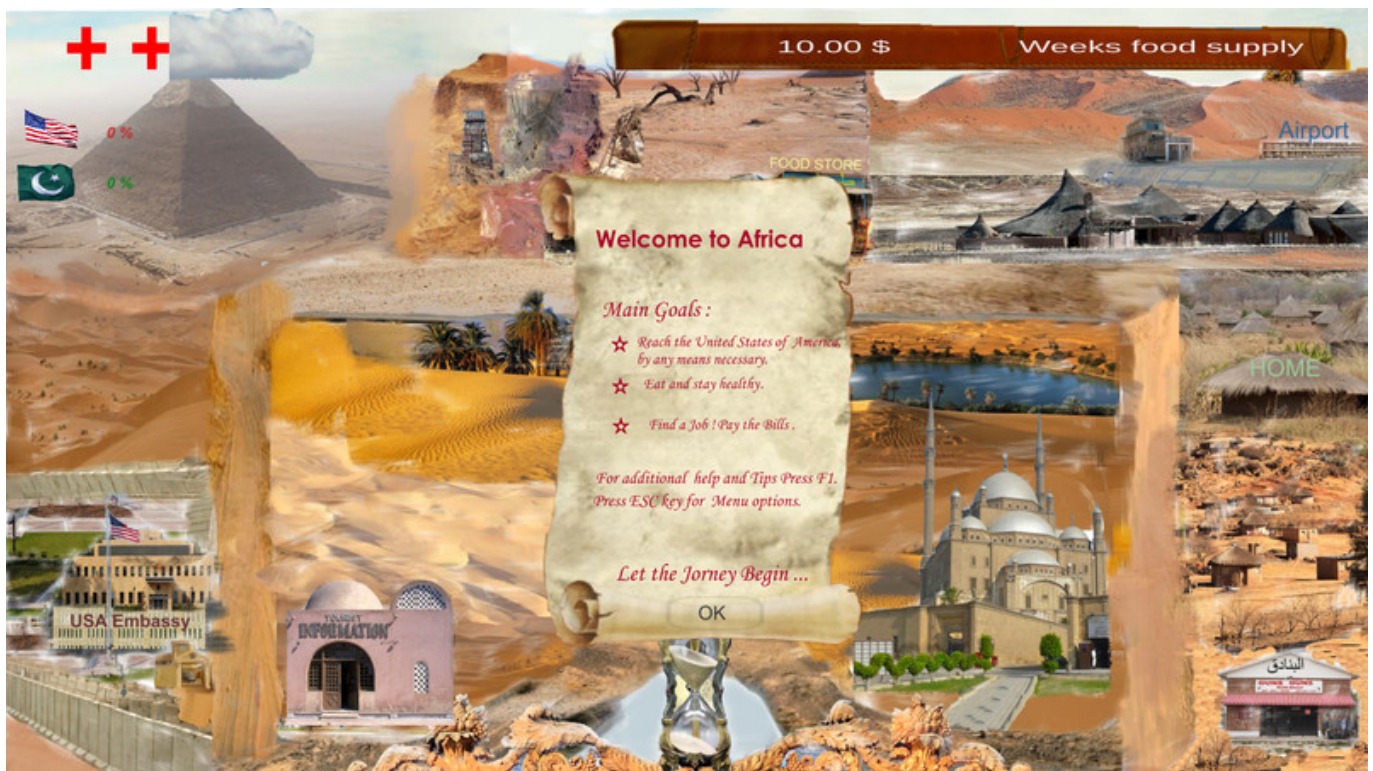 10.00 $ Weeks food supply
0 %
0 %
Airport
FOOD STORE
Welcome to Africa
Main Goals :
Reach the United States of America
by any means necessary.
Eat and stay healthy.
Find a Job ! Pay the Bills .
HOME
For additional help and Tips Press F1.
Press ESC key for Menu options.
Let the Jorney Begin ...
OK
USA Embassy
TOURIST
INFORMATION
البنادق